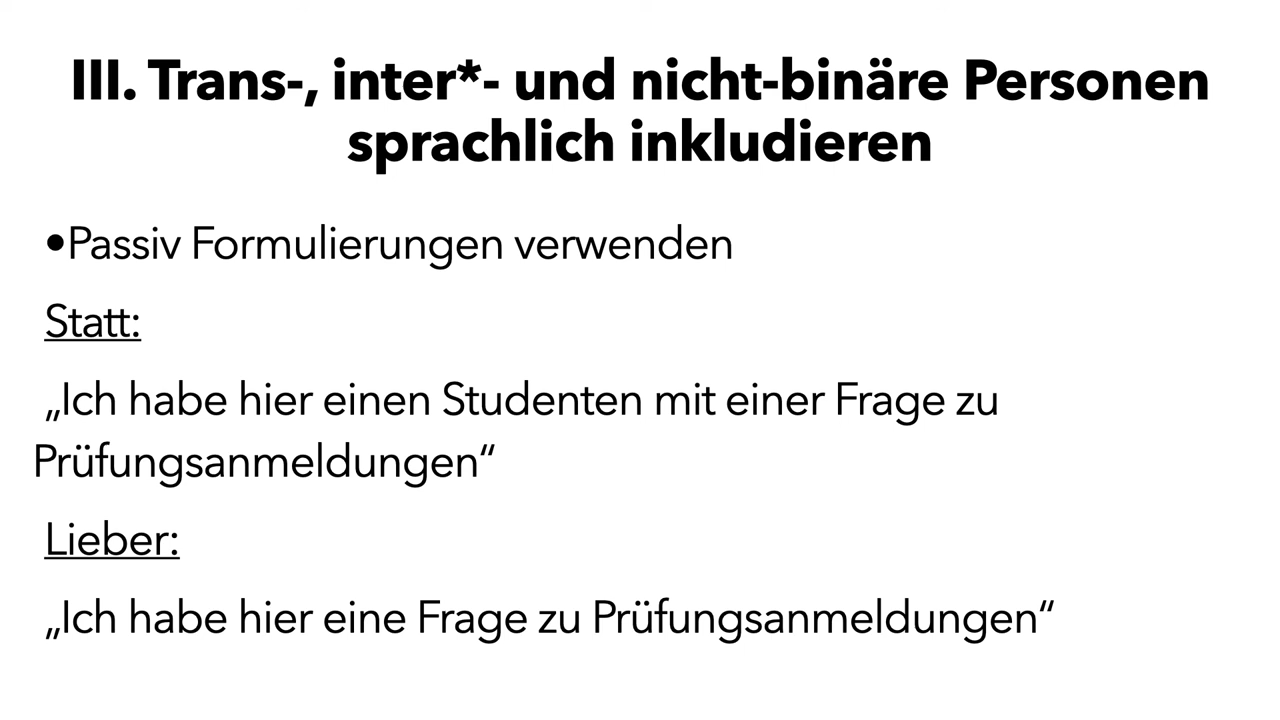 III. Trans-, inter*- und nicht-binäre Personen
sprachlich inkludieren
•Passiv Formulierungen verwenden
Statt:
„Ich habe hier einen Studenten mit einer Frage zu
Prüfungsanmeldungen“
Lieber:
„Ich habe hier eine Frage zu Prüfungsanmeldungen“